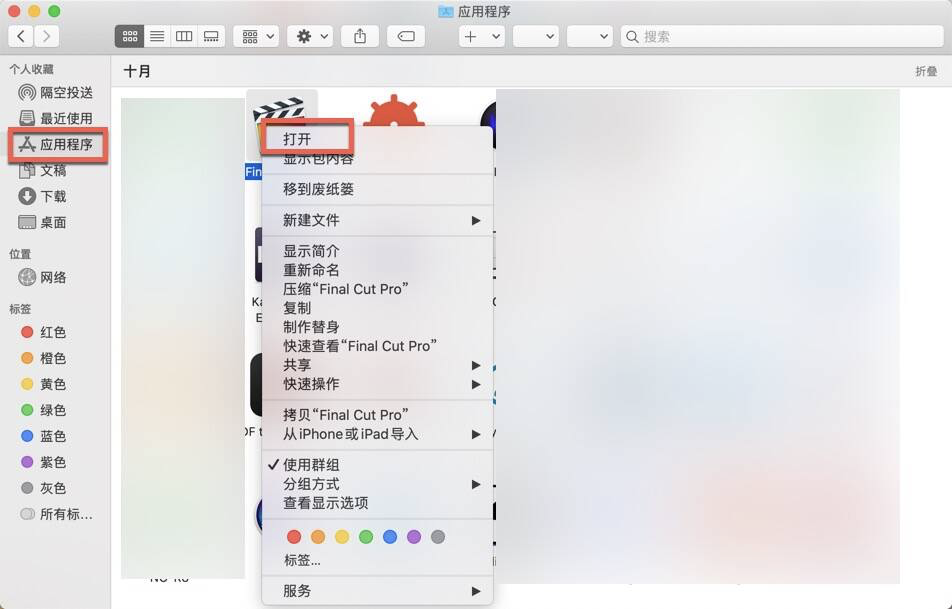 应用程序
搜索
个人收藏
隔空投送
最近使用
应用程序
文稿
下载
桌面
位置
网络
标签
红色
橙色
黄色
绿色
蓝色
紫色
灰色
所有标…
十月
折叠
Fin
打开
显示包内容
移到废纸篓
新建文件
显示简介
重新命名
压缩“Final Cut Pro”
复制
制作替身
快速查看“Final Cut Pro”
共享
快速操作
拷贝“Final Cut Pro”
从iPhone或iPad导入
使用群组
分组方式
查看显示选项
标签...
服务